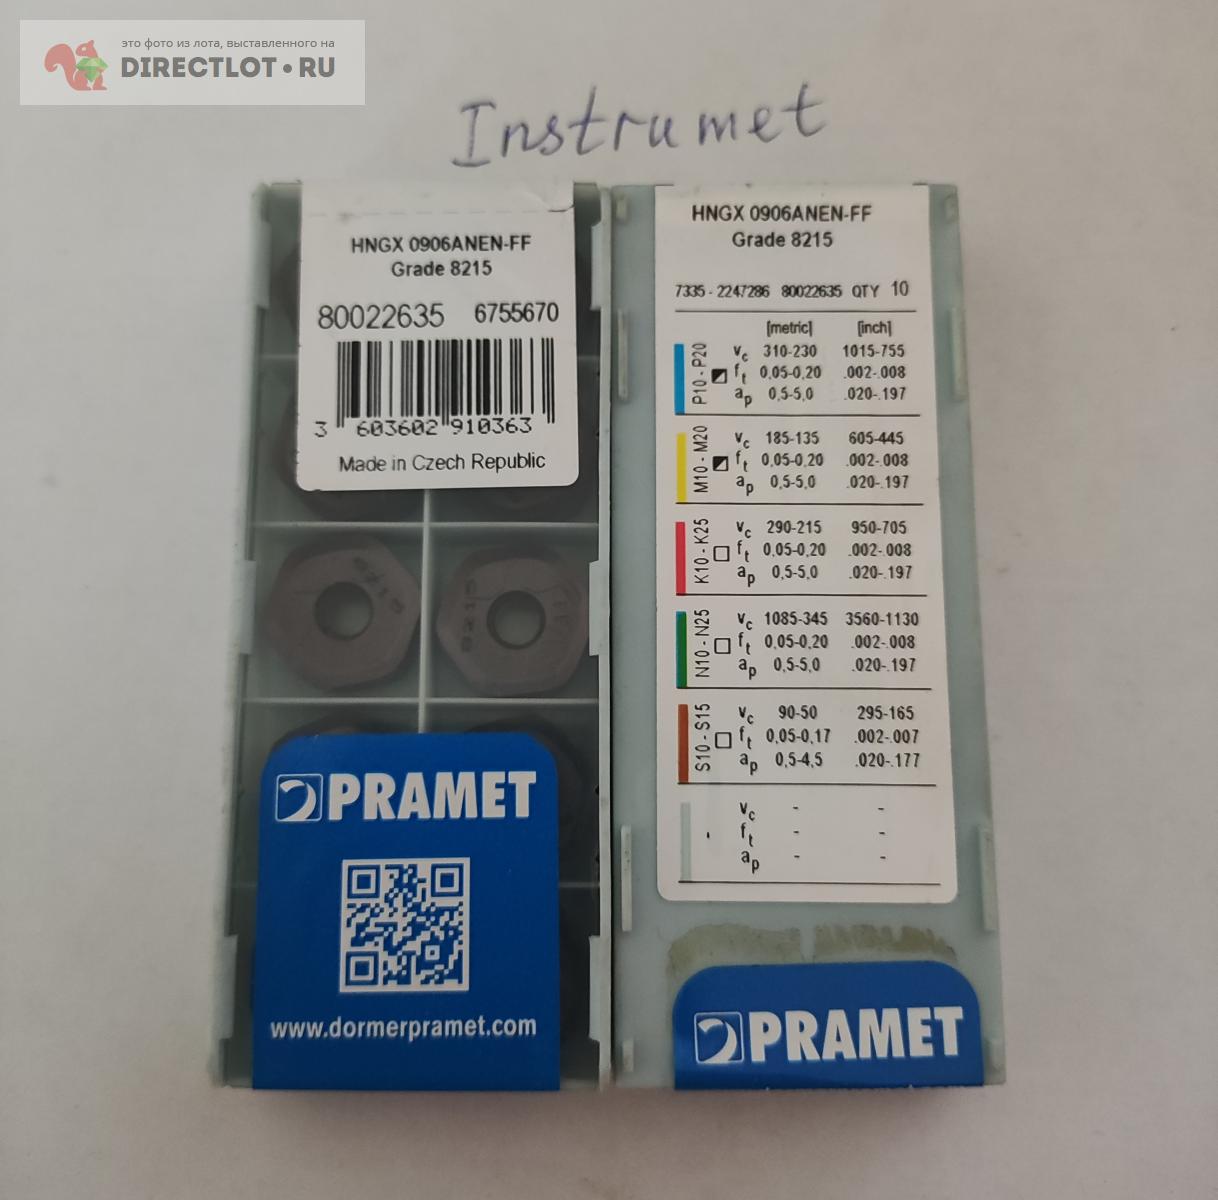 это фото из лота, выставленного на
DIRECTLOT.RU
Instrumet
HNGX 0906ANEN-FF
Grade 8215
80022635 6755670
3 603602 910363
Made in Czech Republic
8215
8215
PRAMET
www.dormerpramet.com
HNGX 0906ANEN-FF
Grade 8215
7335 - 2247286 80022635 QTY 10
[metric] [inch]
P10 - P20
vc 310-230 1015-755
ft 0,05-0,20 .002-.008
ap 0,5-5,0 .020-.197
M10 - M20
vc 185-135 605-445
ft 0,05-0,20 .002-.008
ap 0,5-5,0 .020-.197
K10 - K25
vc 290-215 950-705
ft 0,05-0,20 .002-.008
ap 0,5-5,0 .020-.197
N10 - N25
vc 1085-345 3560-1130
ft 0,05-0,20 .002-.008
ap 0,5-5,0 .020-.197
S10 - S15
vc 90-50 295-165
ft 0,05-0,17 .002-.007
ap 0,5-4,5 .020-.177
vc - -
ft - -
ap - -
PRAMET